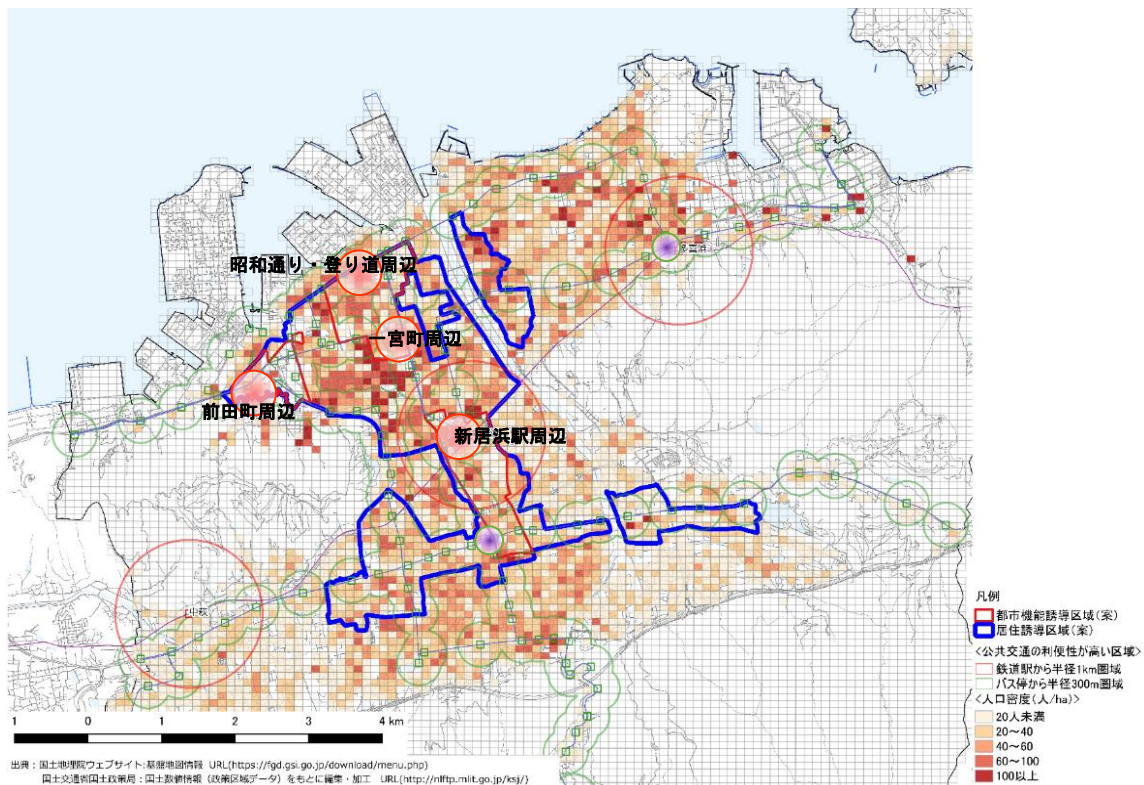 昭和通り・登り道周辺
一宮町周辺
前田町周辺
新居浜駅周辺
多喜浜
中萩
凡例
都市機能誘導区域(案)
居住誘導区域(案)
<公共交通の利便性が高い区域>
鉄道駅から半径1km圏域
バス停から半径300m圏域
<人口密度(人/ha)>
20人未満
20～40
40～60
60～100
100以上
1 0 1 2 3 4 km
出典：国土地理院ウェブサイト:基盤地図情報 URL(https://fgd.gsi.go.jp/download/menu.php)
国土交通省国土政策局：国土数値情報（政策区域データ）をもとに編集・加工 URL(http://nlftp.mlit.go.jp/ksj/)